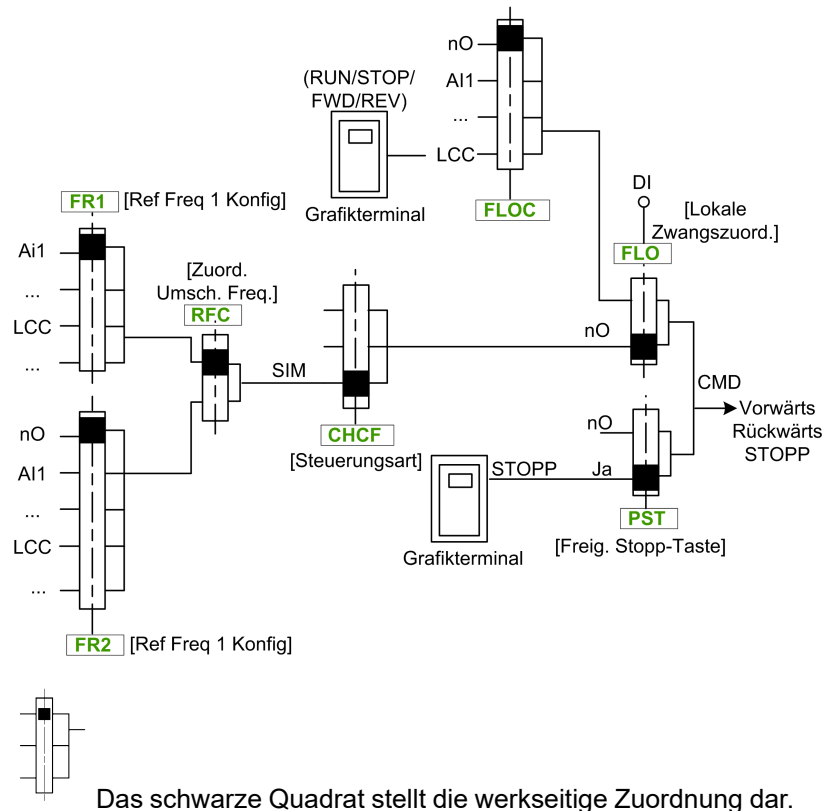 nO
AI1
...
LCC
FLOC
(RUN/STOP/
FWD/REV)
Grafikterminal
DI
[Lokale
Zwangszuord.]
FLO
FR1 [Ref Freq 1 Konfig]
Ai1
...
LCC
...
[Zuord.
Umsch. Freq.]
RFC
SIM
nO
CHCF
[Steuerungsart]
CMD
Vorwärts
Rückwärts
STOPP
nO
AI1
...
LCC
...
FR2 [Ref Freq 1 Konfig]
nO
STOPP Ja
Grafikterminal
PST
[Freig. Stopp-Taste]
Das schwarze Quadrat stellt die werkseitige Zuordnung dar.